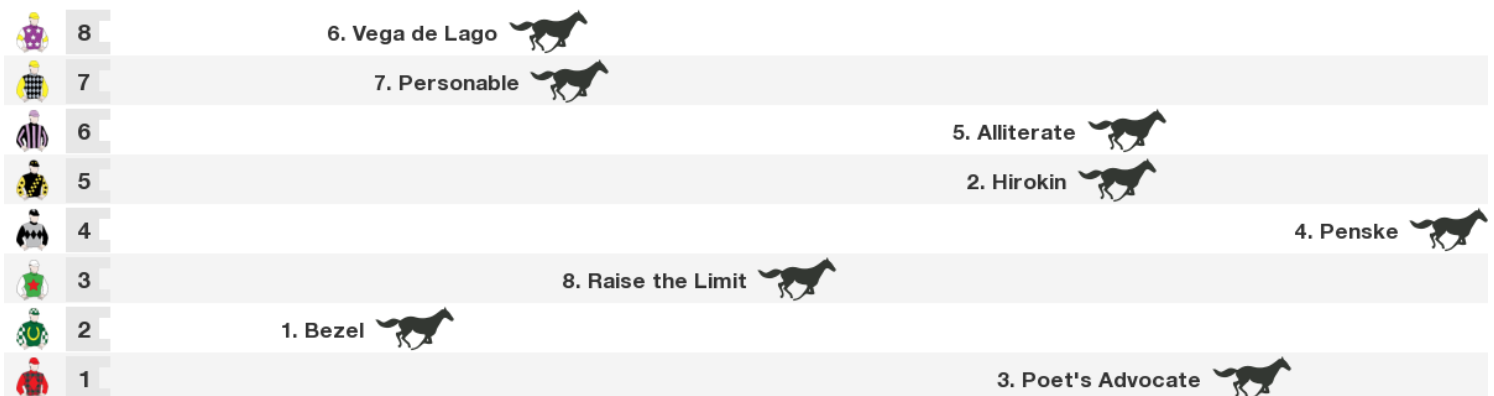 8 6. Vega de Lago
7 7. Personable
6 5. Alliterate
5 2. Hirokin
4 4. Penske
3 8. Raise the Limit
2 1. Bezel
1 3. Poet's Advocate